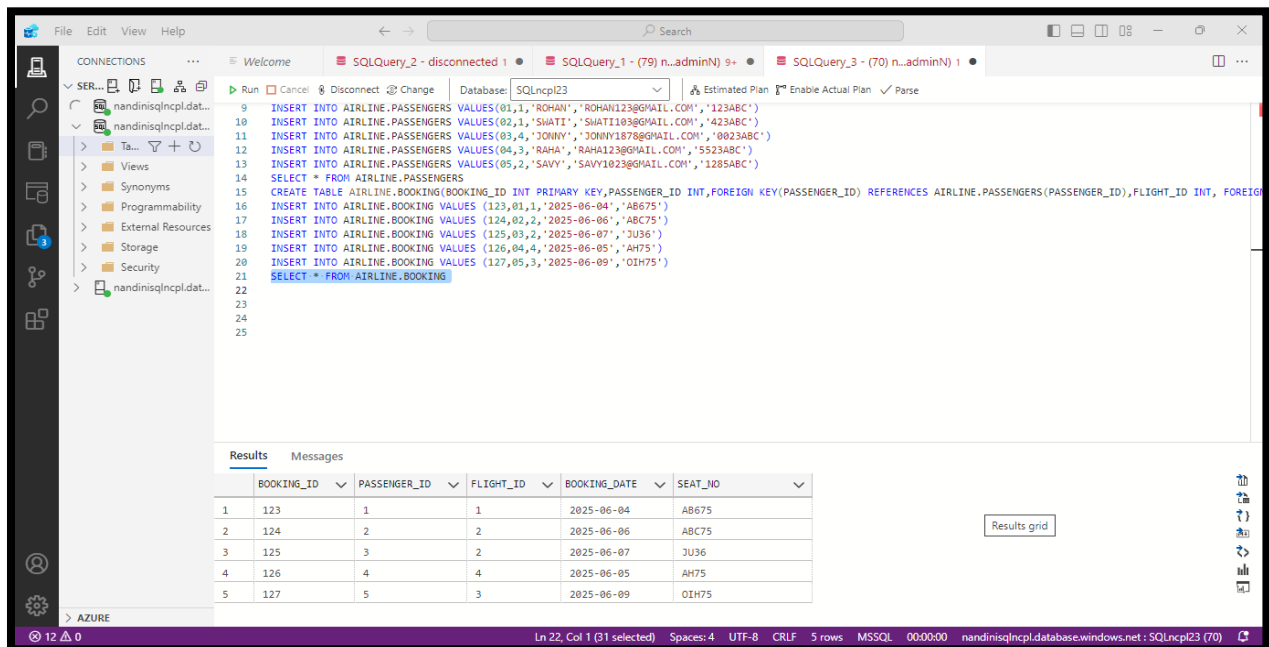 File Edit View Help
Search
CONNECTIONS ...
Welcome
SQLQuery_2 - disconnected 1
SQLQuery_1 - (79) n...adminN) 9+
SQLQuery_3 - (70) n...adminN) 1
SER...
Run Cancel Disconnect Change Database: SQLncpl23 Estimated Plan Enable Actual Plan Parse
nandinisqlncpl.dat...
nandinisqlncpl.dat...
Ta...
Views
Synonyms
Programmability
External Resources
Storage
Security
nandinisqlncpl.dat...
3
9 INSERT INTO AIRLINE.PASSENGERS VALUES(01,1,'ROHAN','ROHAN123@GMAIL.COM','123ABC')
10 INSERT INTO AIRLINE.PASSENGERS VALUES(02,1,'SWATI','SWATI103@GMAIL.COM','423ABC')
11 INSERT INTO AIRLINE.PASSENGERS VALUES(03,4,'JONNY','JONNY1878@GMAIL.COM','0023ABC')
12 INSERT INTO AIRLINE.PASSENGERS VALUES(04,3,'RAHA','RAHA123@GMAIL.COM','5523ABC')
13 INSERT INTO AIRLINE.PASSENGERS VALUES(05,2,'SAVY','SAVY1023@GMAIL.COM','1285ABC')
14 SELECT * FROM AIRLINE.PASSENGERS
15 CREATE TABLE AIRLINE.BOOKING(BOOKING_ID INT PRIMARY KEY,PASSENGER_ID INT,FOREIGN KEY(PASSENGER_ID) REFERENCES AIRLINE.PASSENGERS(PASSENGER_ID),FLIGHT_ID INT, FOREIGN
16 INSERT INTO AIRLINE.BOOKING VALUES (123,01,1,'2025-06-04','AB675')
17 INSERT INTO AIRLINE.BOOKING VALUES (124,02,2,'2025-06-06','ABC75')
18 INSERT INTO AIRLINE.BOOKING VALUES (125,03,2,'2025-06-07','JU36')
19 INSERT INTO AIRLINE.BOOKING VALUES (126,04,4,'2025-06-05','AH75')
20 INSERT INTO AIRLINE.BOOKING VALUES (127,05,3,'2025-06-09','OIH75')
21 SELECT * FROM AIRLINE.BOOKING
22
23
24
25
Results Messages
BOOKING_ID PASSENGER_ID FLIGHT_ID BOOKING_DATE SEAT_NO
1 123 1 1 2025-06-04 AB675
2 124 2 2 2025-06-06 ABC75
3 125 3 2 2025-06-07 JU36
4 126 4 4 2025-06-05 AH75
5 127 5 3 2025-06-09 OIH75
Results grid
AZURE
12 0 Ln 22, Col 1 (31 selected) Spaces: 4 UTF-8 CRLF 5 rows MSSQL 00:00:00 nandinisqlncpl.database.windows.net : SQLncpl23 (70)